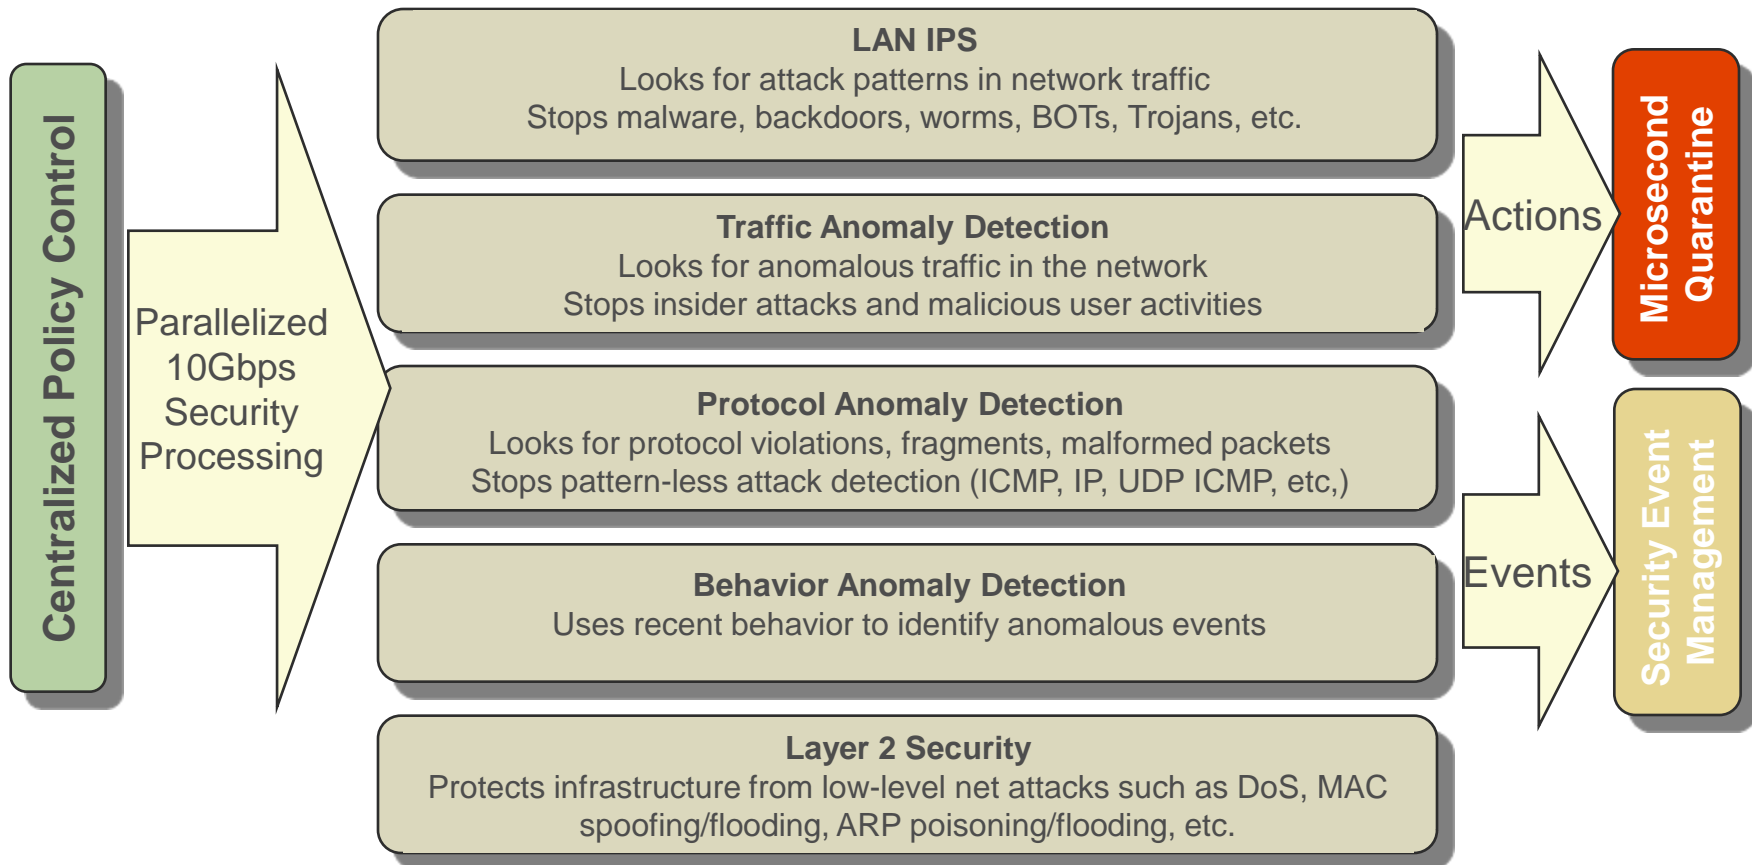 Centralized Policy Control
Parallelized
10Gbps
Security
Processing
LAN IPS
Looks for attack patterns in network traffic
Stops malware, backdoors, worms, BOTs, Trojans, etc.
Traffic Anomaly Detection
Looks for anomalous traffic in the network
Stops insider attacks and malicious user activities
Protocol Anomaly Detection
Looks for protocol violations, fragments, malformed packets
Stops pattern-less attack detection (ICMP, IP, UDP ICMP, etc,)
Behavior Anomaly Detection
Uses recent behavior to identify anomalous events
Layer 2 Security
Protects infrastructure from low-level net attacks such as DoS, MAC
spoofing/flooding, ARP poisoning/flooding, etc.
Actions
Microsecond
Quarantine
Events
Security Event
Management